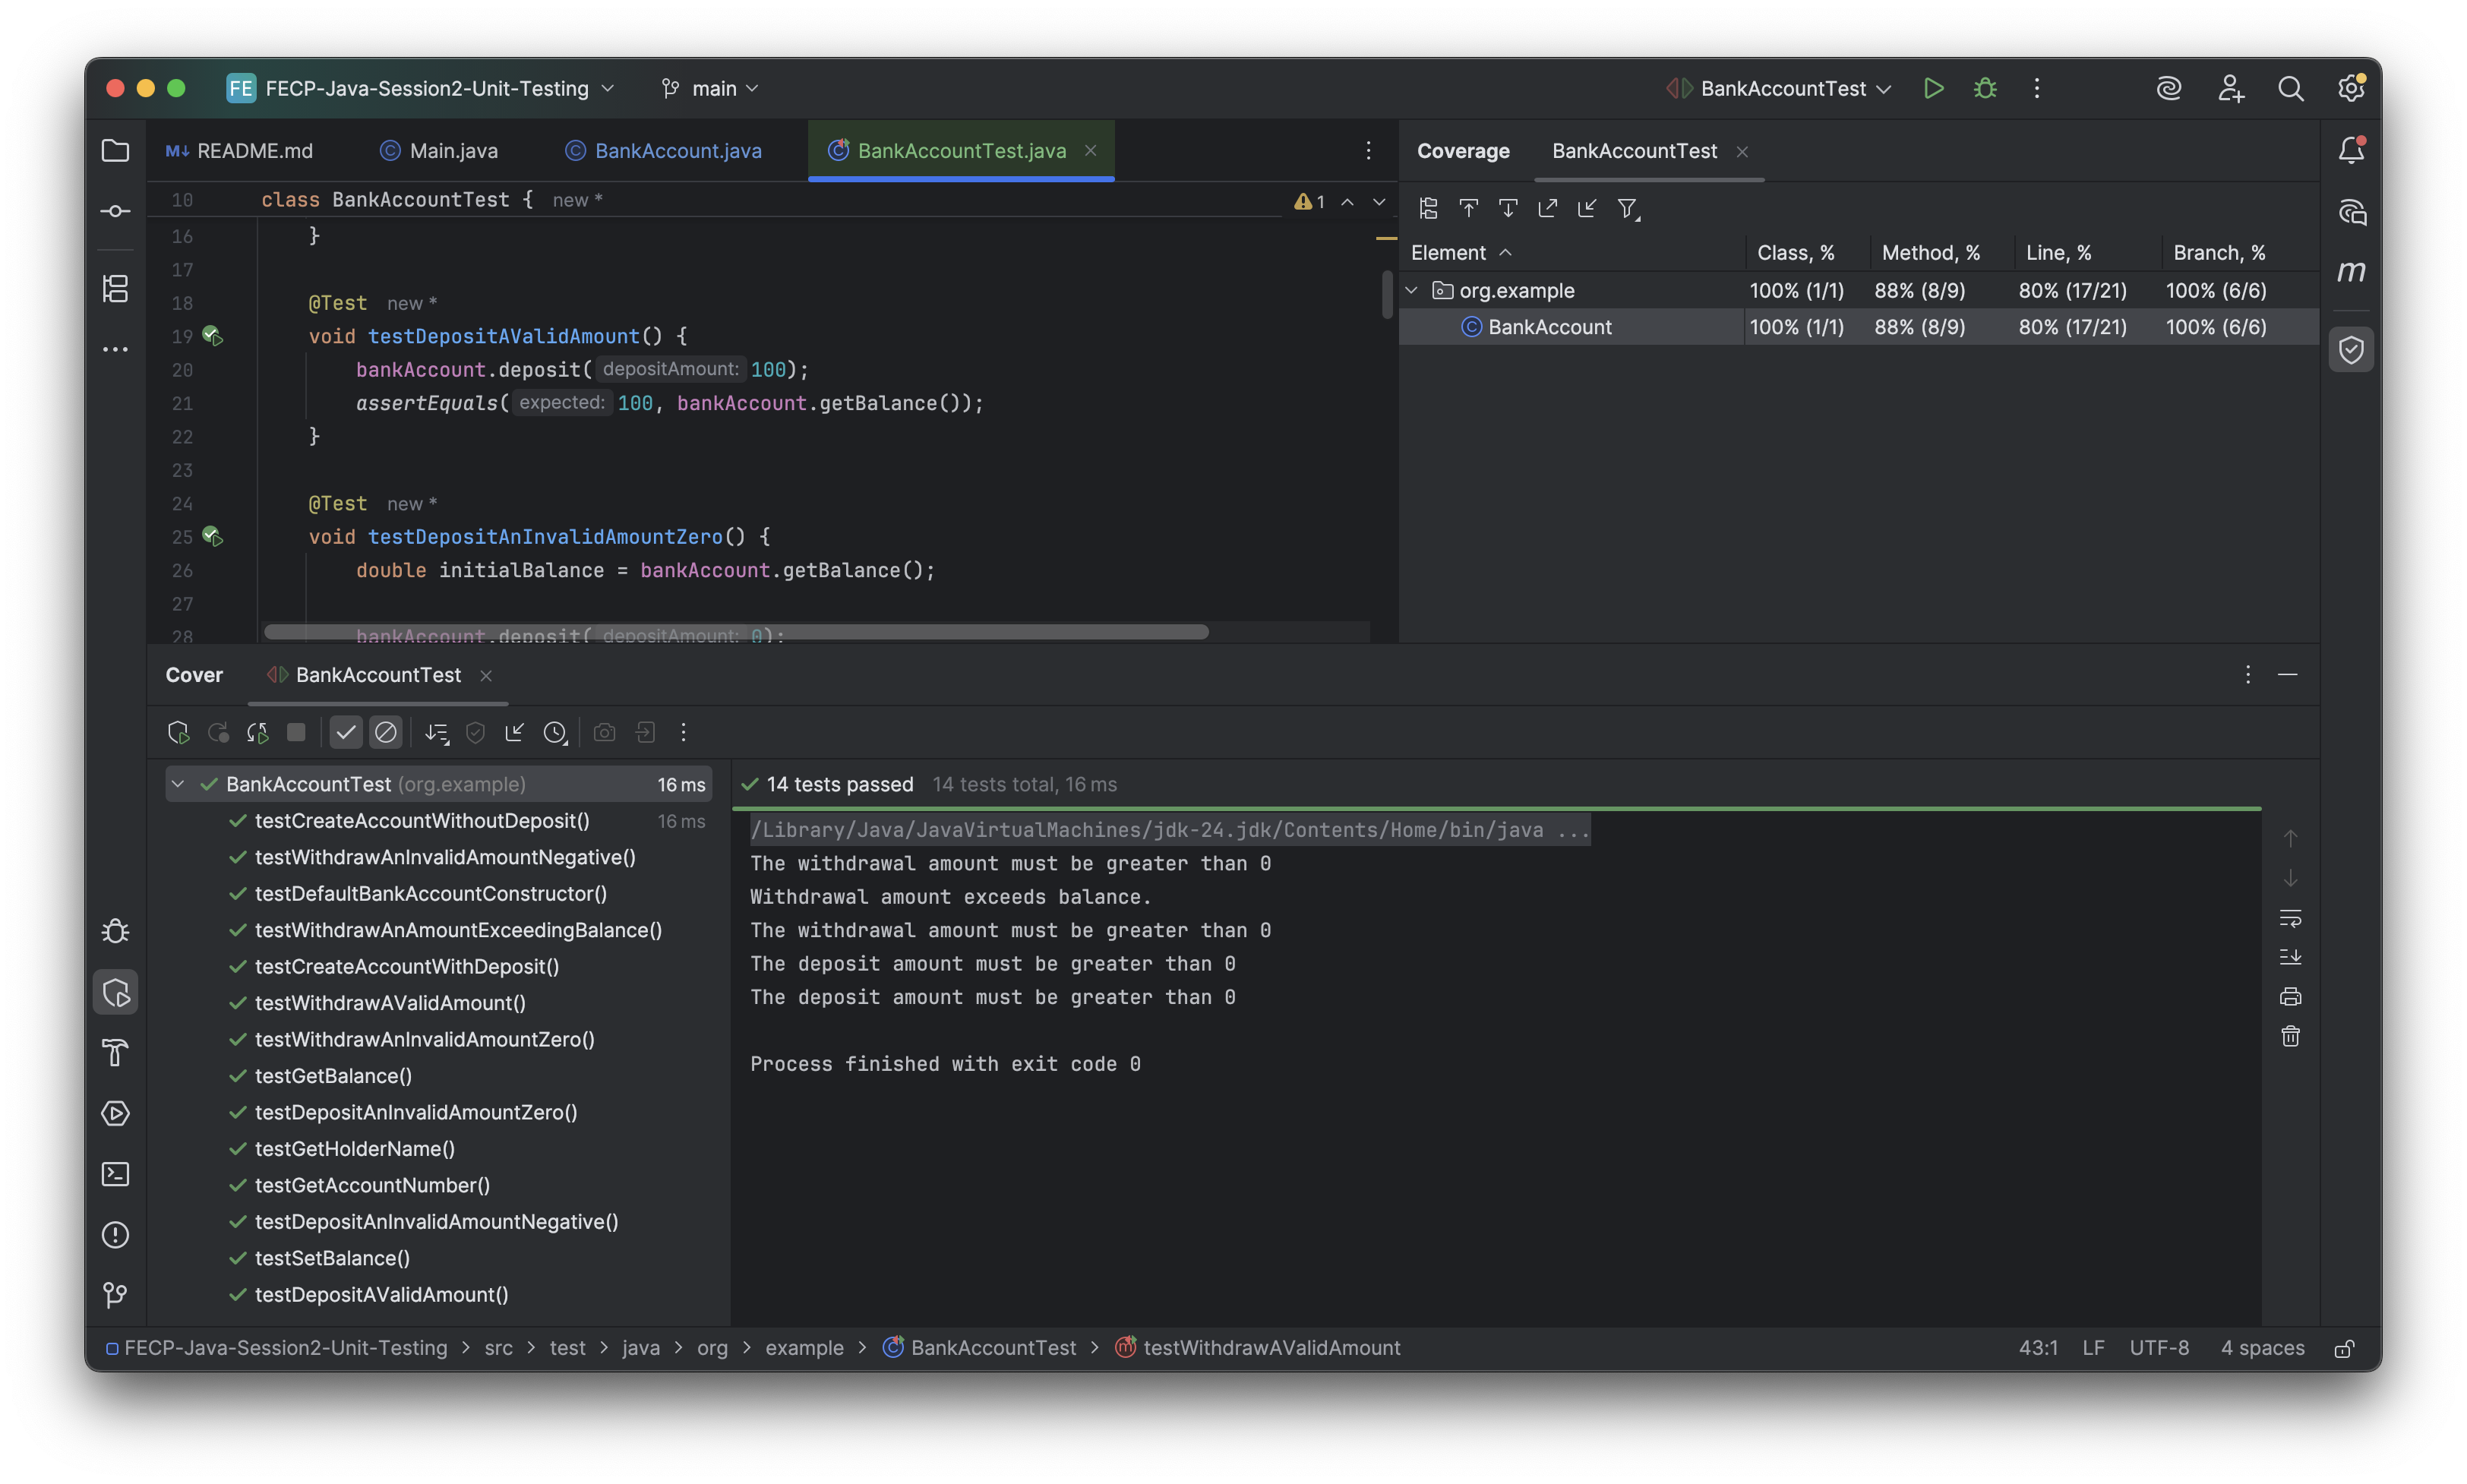 FE FECP-Java-Session2-Unit-Testing main BankAccountTest
M↓ README.md Main.java BankAccount.java BankAccountTest.java
10 class BankAccountTest { new * 1
16 }
17
18 @Test new *
19 void testDepositAValidAmount() {
20 bankAccount.deposit( depositAmount: 100);
21 assertEquals( expected: 100, bankAccount.getBalance());
22 }
23
24 @Test new *
25 void testDepositAnInvalidAmountZero() {
26 double initialBalance = bankAccount.getBalance();
27
28 bankAccount.deposit( depositAmount: 0);
Coverage BankAccountTest
Element Class, % Method, % Line, % Branch, %
org.example 100% (1/1) 88% (8/9) 80% (17/21) 100% (6/6)
BankAccount 100% (1/1) 88% (8/9) 80% (17/21) 100% (6/6)
Cover BankAccountTest
BankAccountTest (org.example) 16 ms
testCreateAccountWithoutDeposit() 16 ms
testWithdrawAnInvalidAmountNegative()
testDefaultBankAccountConstructor()
testWithdrawAnAmountExceedingBalance()
testCreateAccountWithDeposit()
testWithdrawAValidAmount()
testWithdrawAnInvalidAmountZero()
testGetBalance()
testDepositAnInvalidAmountZero()
testGetHolderName()
testGetAccountNumber()
testDepositAnInvalidAmountNegative()
testSetBalance()
testDepositAValidAmount()
14 tests passed 14 tests total, 16 ms
/Library/Java/JavaVirtualMachines/jdk-24.jdk/Contents/Home/bin/java ...
The withdrawal amount must be greater than 0
Withdrawal amount exceeds balance.
The withdrawal amount must be greater than 0
The deposit amount must be greater than 0
The deposit amount must be greater than 0
Process finished with exit code 0
FECP-Java-Session2-Unit-Testing > src > test > java > org > example > BankAccountTest > testWithdrawAValidAmount 43:1 LF UTF-8 4 spaces